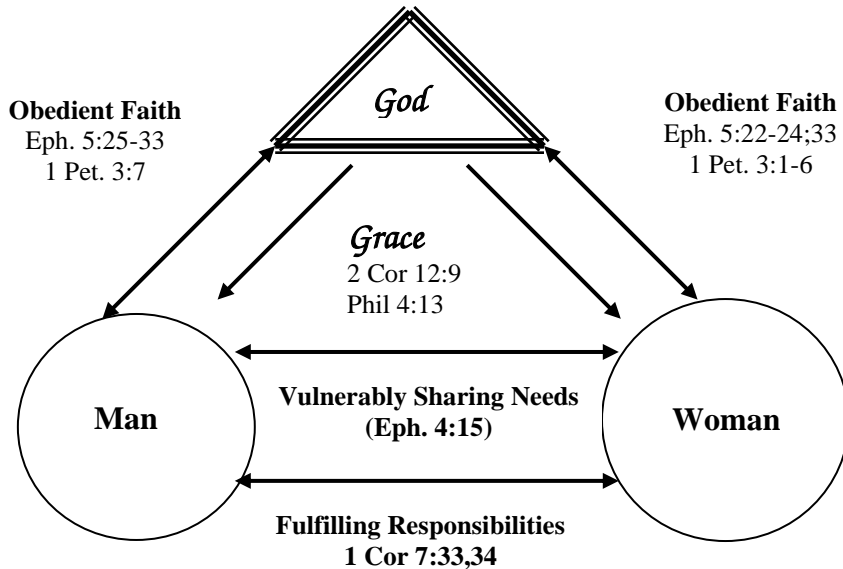 God
Obedient Faith
Eph. 5:25-33
1 Pet. 3:7
Obedient Faith
Eph. 5:22-24;33
1 Pet. 3:1-6
Grace
2 Cor 12:9
Phil 4:13
Man
Vulnerably Sharing Needs
(Eph. 4:15)
Woman
Fulfilling Responsibilities
1 Cor 7:33,34